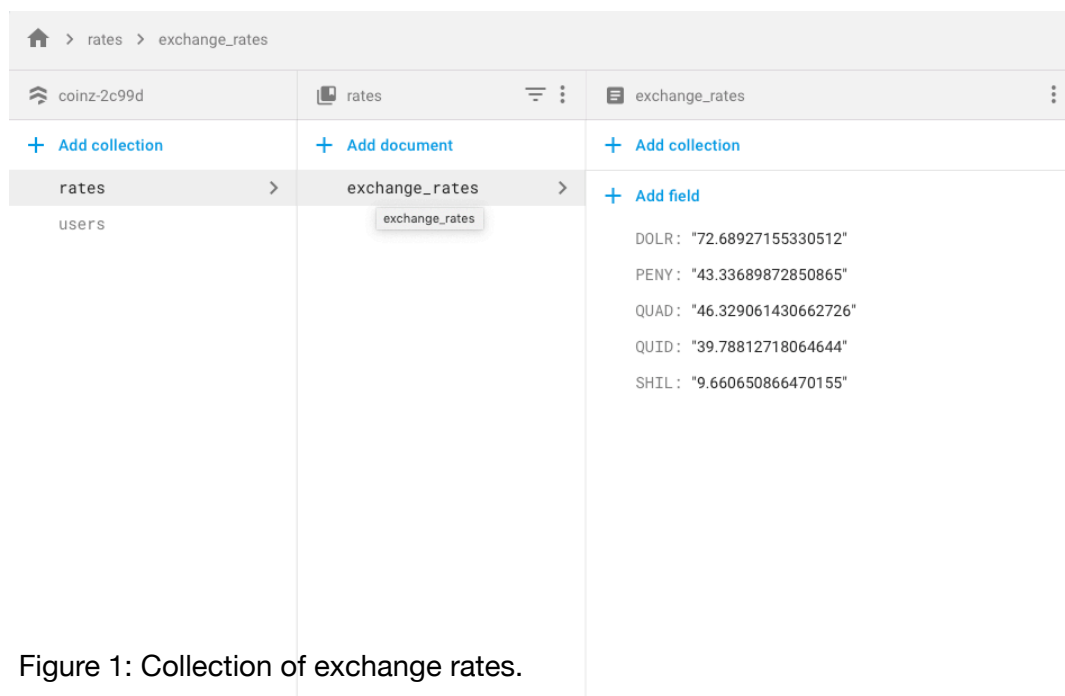 > rates > exchange_rates
coinz-2c99d
rates
exchange_rates
+ Add collection
+ Add document
+ Add collection
rates >
exchange_rates >
+ Add field
users
exchange_rates
DOLR: "72.68927155330512"
PENY: "43.33689872850865"
QUAD: "46.329061430662726"
QUID: "39.78812718064644"
SHIL: "9.660650866470155"
Figure 1: Collection of exchange rates.